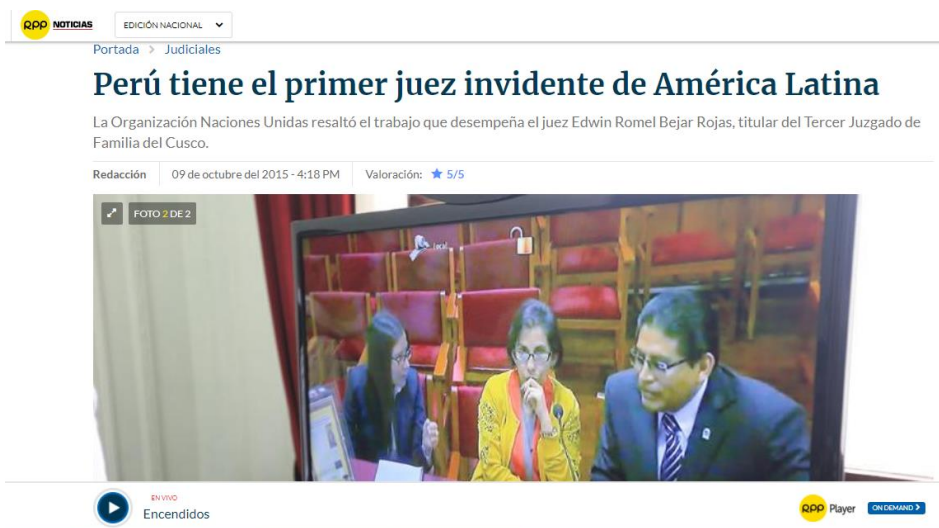 RPP NOTICIAS EDICIÓN NACIONAL
Portada > Judiciales
Perú tiene el primer juez invidente de América Latina
La Organización Naciones Unidas resaltó el trabajo que desempeña el juez Edwin Romel Bejar Rojas, titular del Tercer Juzgado de
Familia del Cusco.
Redacción 09 de octubre del 2015 - 4:18 PM Valoración: ★ 5/5
FOTO 2 DE 2
local
EN VIVO
Encendidos
RPP Player ON DEMAND >